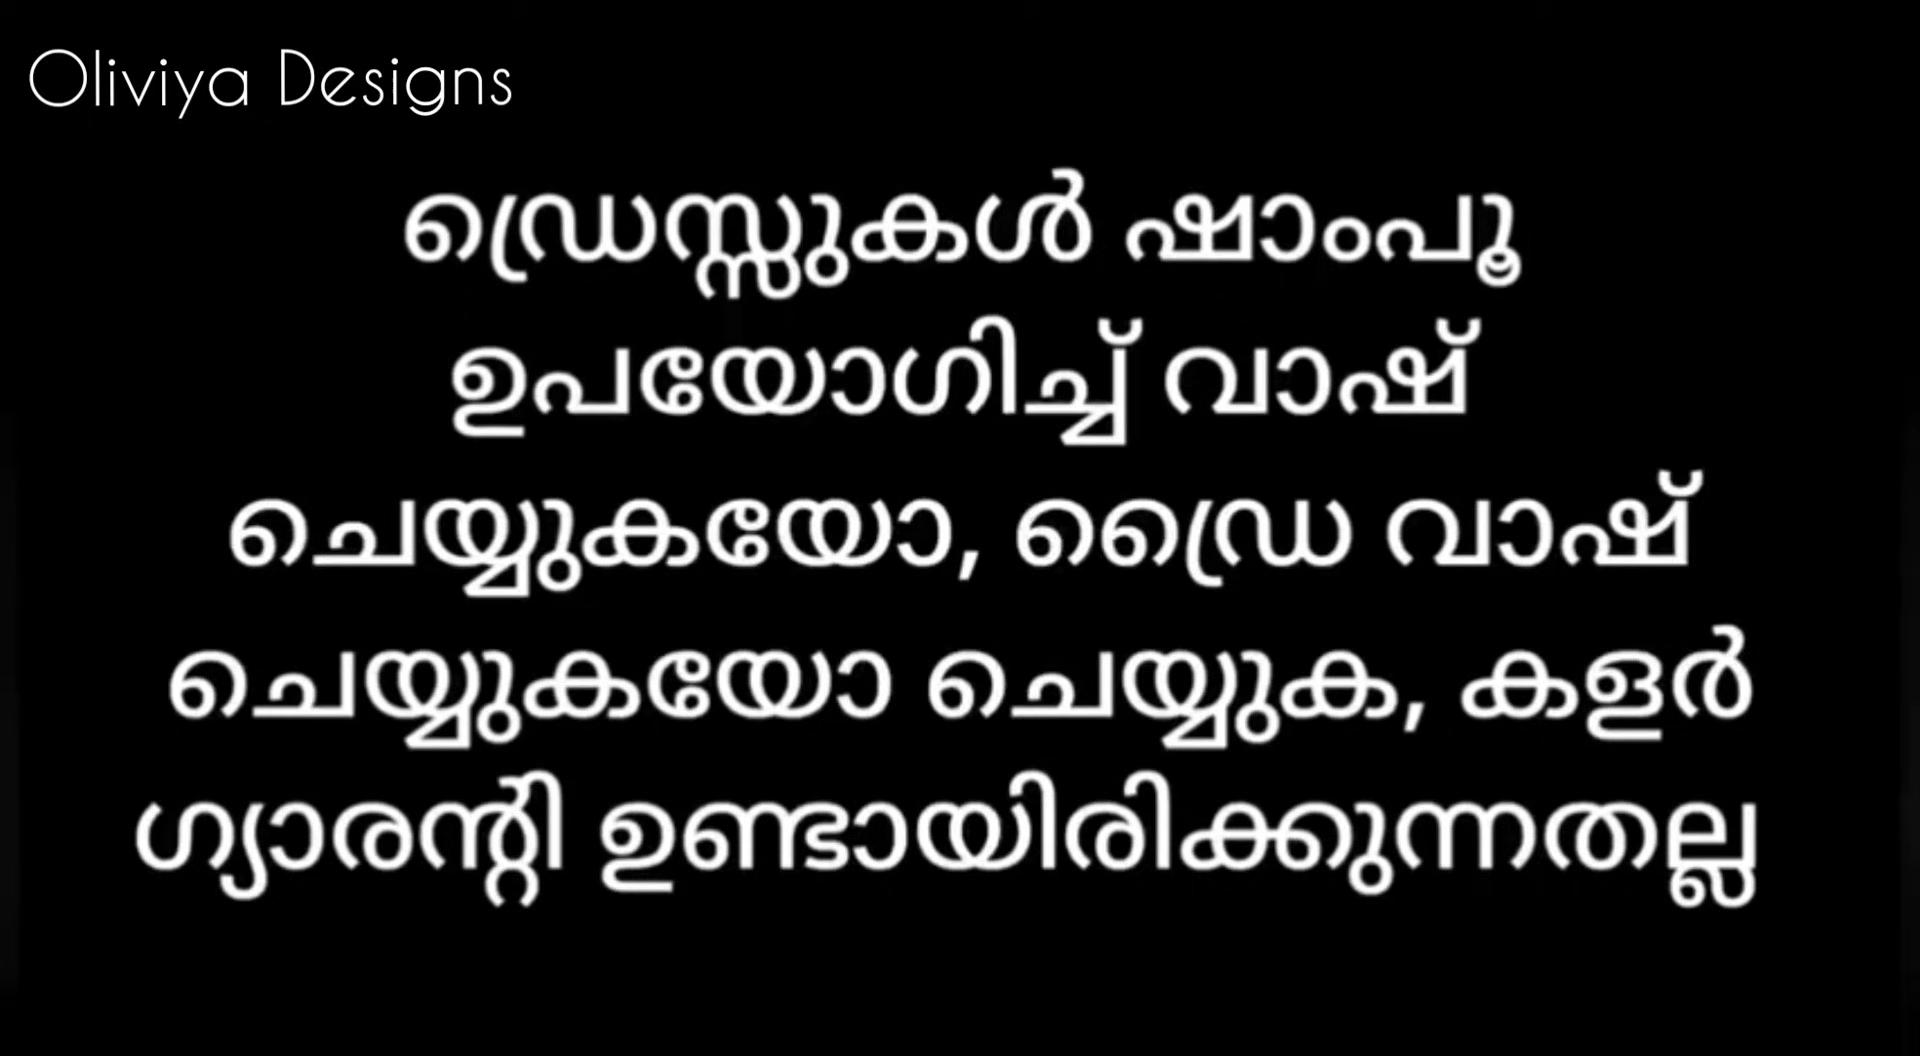 Oliviya Designs
ഡ്രെസ്സുകൾ ഷാംപൂ
ഉപയോഗിച്ച് വാഷ്
ചെയ്യുകയോ, ഡ്രൈ വാഷ്
ചെയ്യുകയോ ചെയ്യുക, കളർ
ഗ്യാരന്റി ഉണ്ടായിരിക്കുന്നതല്ല